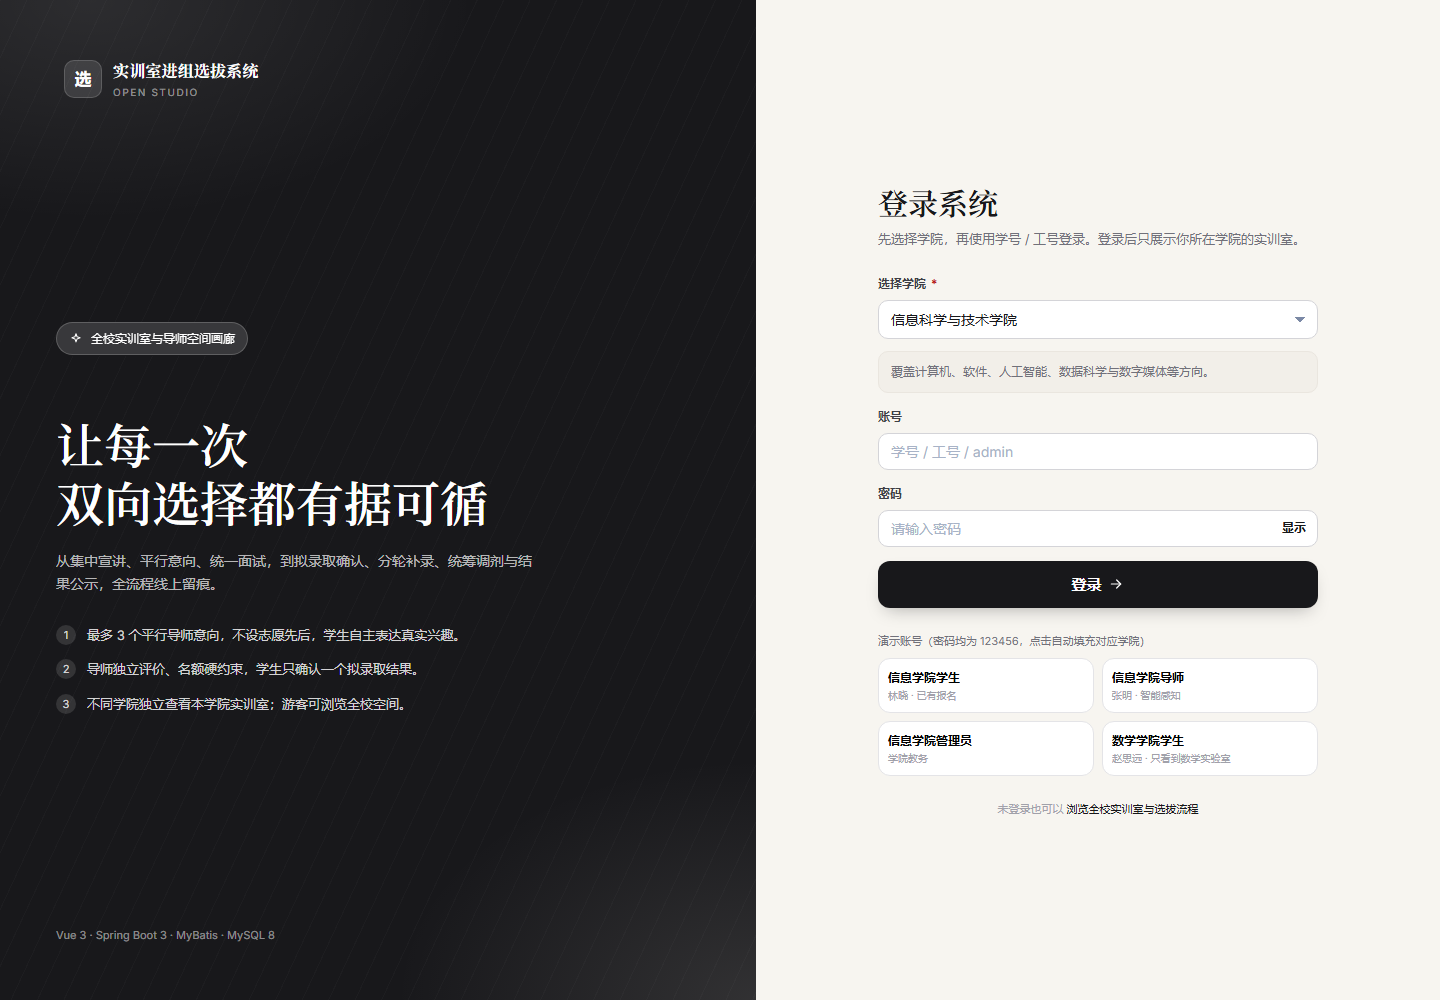 选
实训室进组选拔系统
OPEN STUDIO
全校实训室与导师空间画廊
让每一次
双向选择都有据可循
从集中宣讲、平行意向、统一面试，到拟录取确认、分轮补录、统筹调剂与结
果公示，全流程线上留痕。
1 最多 3 个平行导师意向，不设志愿先后，学生自主表达真实兴趣。
2 导师独立评价、名额硬约束，学生只确认一个拟录取结果。
3 不同学院独立查看本学院实训室；游客可浏览全校空间。
Vue 3 · Spring Boot 3 · MyBatis · MySQL 8
登录系统
先选择学院，再使用学号 / 工号登录。登录后只展示你所在学院的实训室。
选择学院 *
信息科学与技术学院
覆盖计算机、软件、人工智能、数据科学与数字媒体等方向。
账号
学号 / 工号 / admin
密码
请输入密码 显示
登录 →
演示账号（密码均为 123456，点击自动填充对应学院）
信息学院学生
林晓 · 已有报名
信息学院导师
张明 · 智能感知
信息学院管理员
学院教务
数学学院学生
赵思远 · 只看到数学实验室
未登录也可以 浏览全校实训室与选拔流程